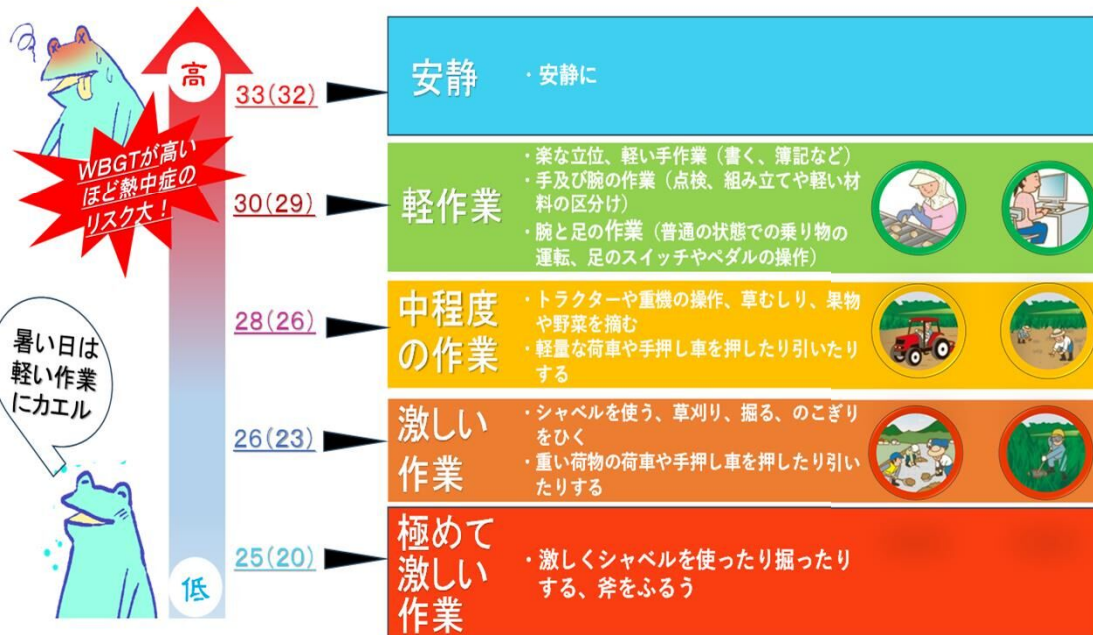 高
WBGTが高い
ほど熱中症の
リスク大！
暑い日は
軽い作業
にカエル
低
33(32)
安静
・安静に
30(29)
軽作業
・楽な立位、軽い手作業（書く、簿記など）
・手及び腕の作業（点検、組み立てや軽い材
料の区分け）
・腕と足の作業（普通の状態での乗り物の
運転、足のスイッチやペダルの操作）
28(26)
中程度
の作業
・トラクターや重機の操作、草むしり、果物
や野菜を摘む
・軽量な荷車や手押し車を押したり引いたり
する
26(23)
激しい
作業
・シャベルを使う、草刈り、掘る、のこぎり
をひく
・重い荷物の荷車や手押し車を押したり引い
たりする
25(20)
極めて
激しい
作業
・激しくシャベルを使ったり掘ったり
する、斧をふるう